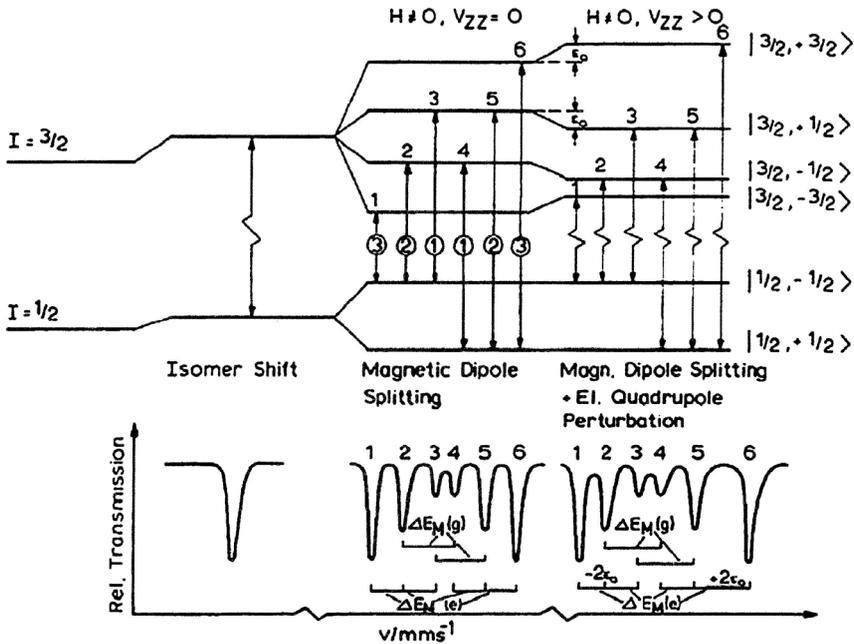 H≠0, V_ZZ = 0
H≠0, V_ZZ > 0
6
6
|3/2, +3/2⟩
ε₀
3
5
ε₀
3
5
|3/2, +1/2⟩
I = 3/2
2
4
2
4
|3/2, -1/2⟩
1
|3/2, -3/2⟩
③ ② ① ① ② ③
|1/2, -1/2⟩
I = 1/2
|1/2, +1/2⟩
Isomer Shift
Magnetic Dipole
Splitting
Magn. Dipole Splitting
+ El. Quadrupole
Perturbation
Rel. Transmission
1 2 3 4 5 6
1 2 3 4 5 6
ΔE_M(g)
ΔE_M(g)
-2ε₀
+2ε₀
ΔE_M(e)
ΔE_M(e)
v/mms⁻¹